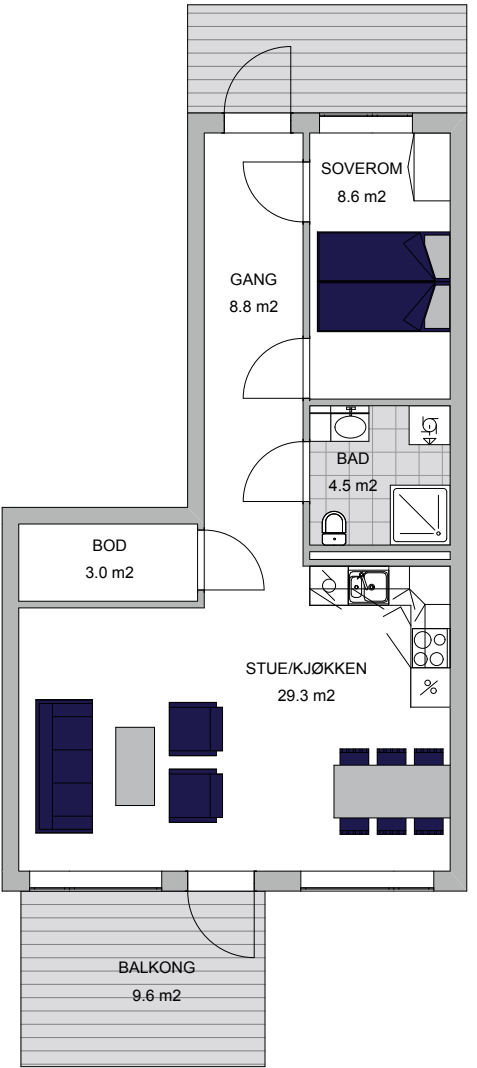 SOVEROM
8.6 m2
GANG
8.8 m2
BAD
4.5 m2
BOD
3.0 m2
STUE/KJØKKEN
29.3 m2
BALKONG
9.6 m2